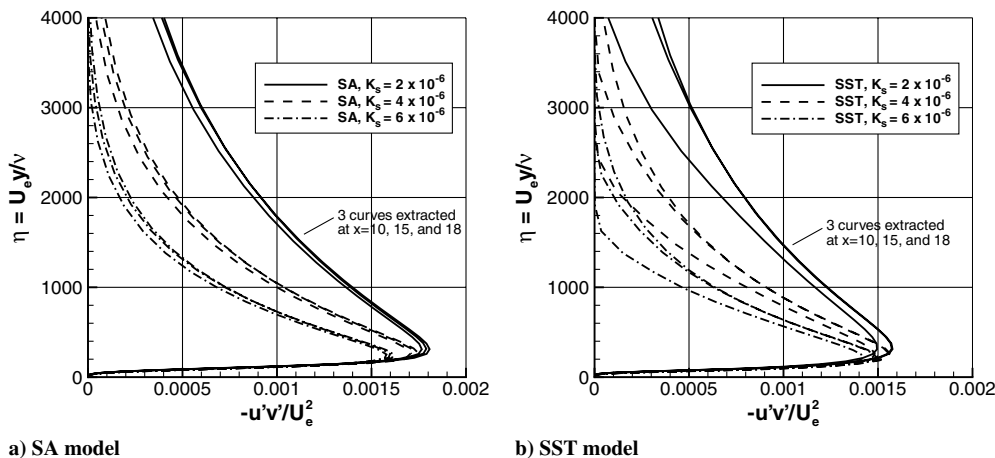 4000
3000
2000
1000
0
η = Uₑy/ν
SA, Kₛ = 2 x 10⁻⁶
SA, Kₛ = 4 x 10⁻⁶
SA, Kₛ = 6 x 10⁻⁶
3 curves extracted
at x=10, 15, and 18
0 0.0005 0.001 0.0015 0.002
-u'v'/Uₑ²
a) SA model
4000
3000
2000
1000
0
η = Uₑy/ν
SST, Kₛ = 2 x 10⁻⁶
SST, Kₛ = 4 x 10⁻⁶
SST, Kₛ = 6 x 10⁻⁶
3 curves extracted
at x=10, 15, and 18
0 0.0005 0.001 0.0015 0.002
-u'v'/Uₑ²
b) SST model